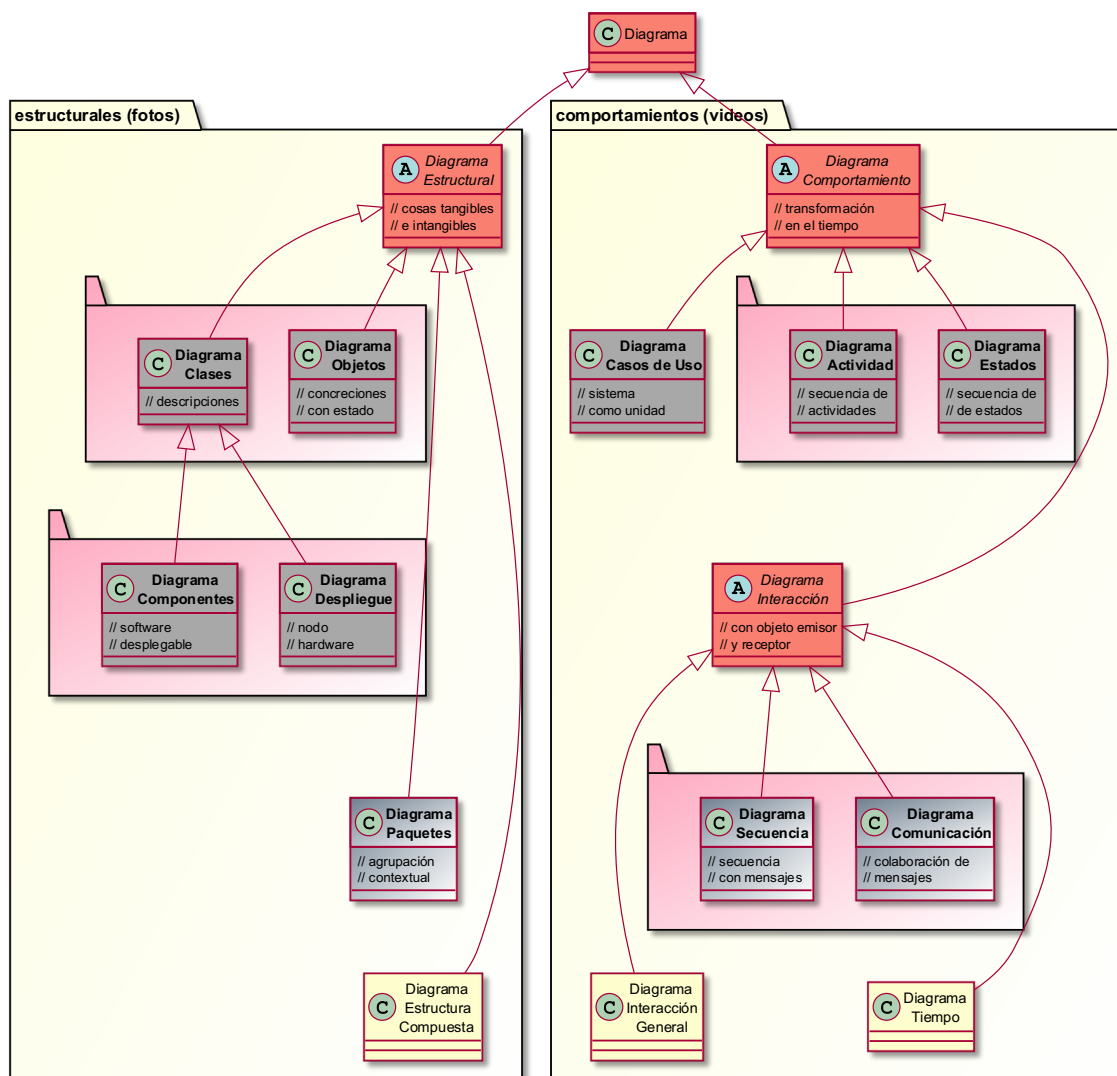 C Diagrama
estructurales (fotos)
A Diagrama
Estructural
// cosas tangibles
// e intangibles
C Diagrama
Clases
// descripciones
C Diagrama
Objetos
// concreciones
// con estado
C Diagrama
Componentes
// software
// desplegable
C Diagrama
Despliegue
// nodo
// hardware
C Diagrama
Paquetes
// agrupación
// contextual
C Diagrama
Estructura
Compuesta
comportamientos (videos)
A Diagrama
Comportamiento
// transformación
// en el tiempo
C Diagrama
Casos de Uso
// sistema
// como unidad
C Diagrama
Actividad
// secuencia de
// actividades
C Diagrama
Estados
// secuencia de
// de estados
A Diagrama
Interacción
// con objeto emisor
// y receptor
C Diagrama
Secuencia
// secuencia
// con mensajes
C Diagrama
Comunicación
// colaboración de
// mensajes
C Diagrama
Interacción
General
C Diagrama
Tiempo